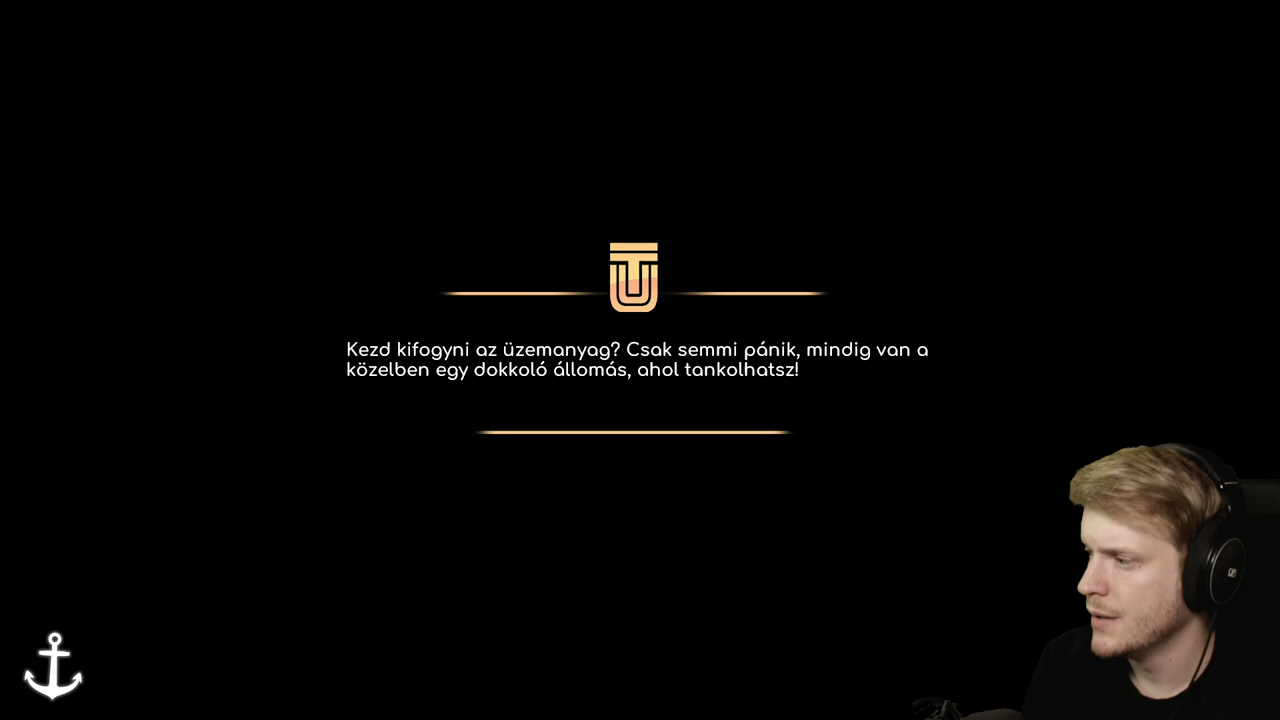 Kezd kifogyni az üzemanyag? Csak semmi pánik, mindig van a
közelben egy dokkoló állomás, ahol tankolhatsz!